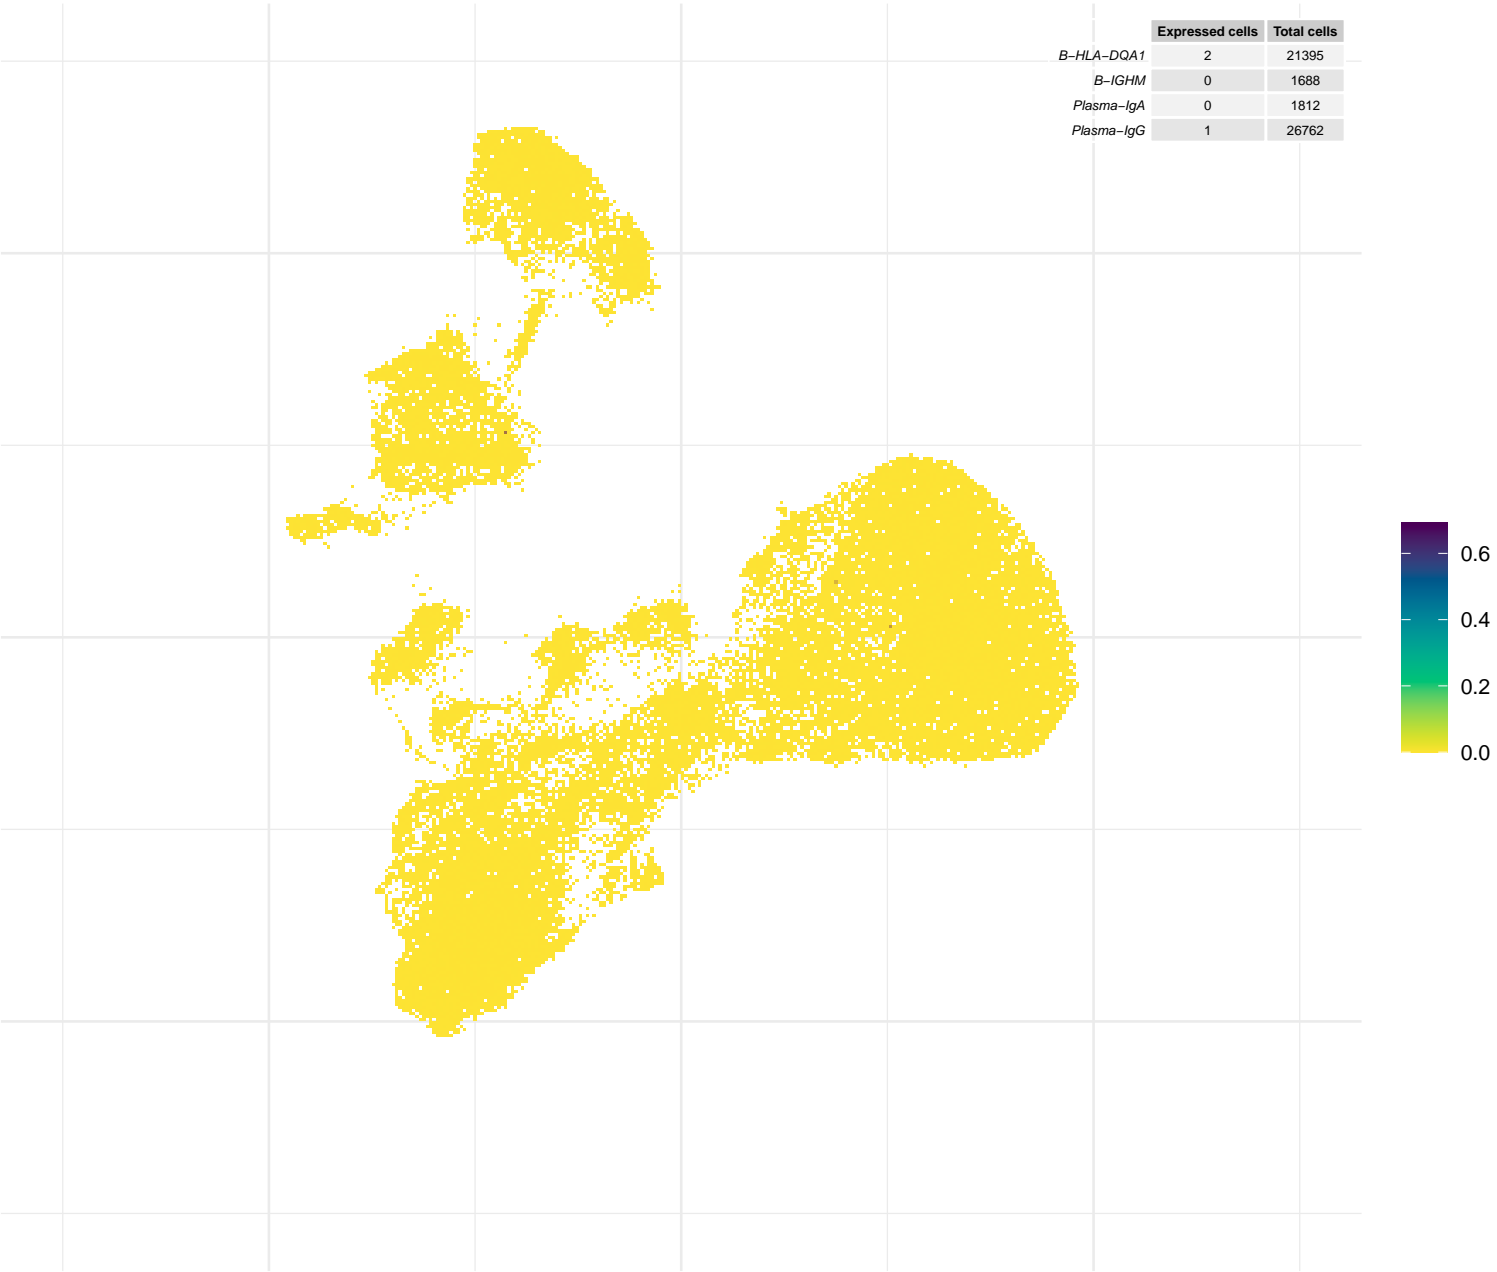 Expressed cells Total cells
B−HLA−DQA1 2 21395
B−IGHM 0 1688
Plasma−IgA 0 1812
Plasma−IgG 1 26762
0.6
0.4
0.2
0.0